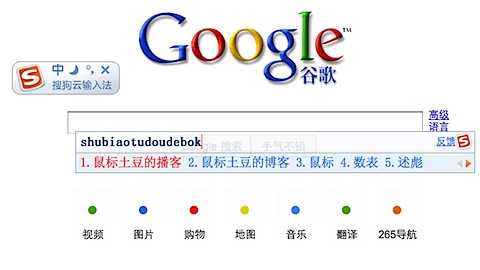 Google™
谷歌
中
搜狗云输入法
高级
语言
shubiaotudoudebok
反馈
Google 搜索 手气不错
1.鼠标土豆的播客 2.鼠标土豆的博客 3.鼠标 4.数表 5.述彪
视频 图片 购物 地图 音乐 翻译 265导航